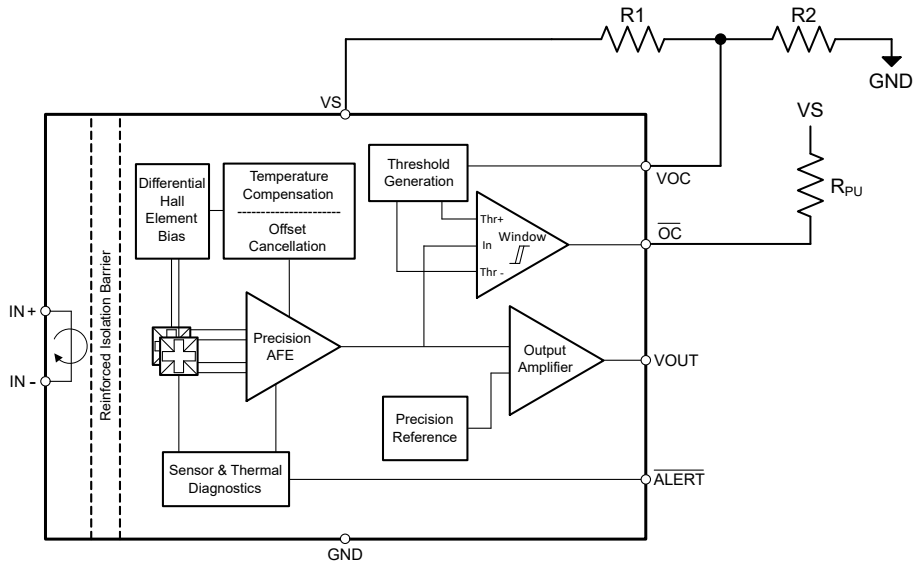 R1
R2
GND
VS
VS
R_PU
VOC
OC
VOUT
ALERT
GND
IN +
IN -
Reinforced Isolation Barrier
Differential
Hall
Element
Bias
Temperature
Compensation
Offset
Cancellation
Threshold
Generation
Thr+
In
Thr -
Window
Precision
AFE
Output
Amplifier
Precision
Reference
Sensor & Thermal
Diagnostics